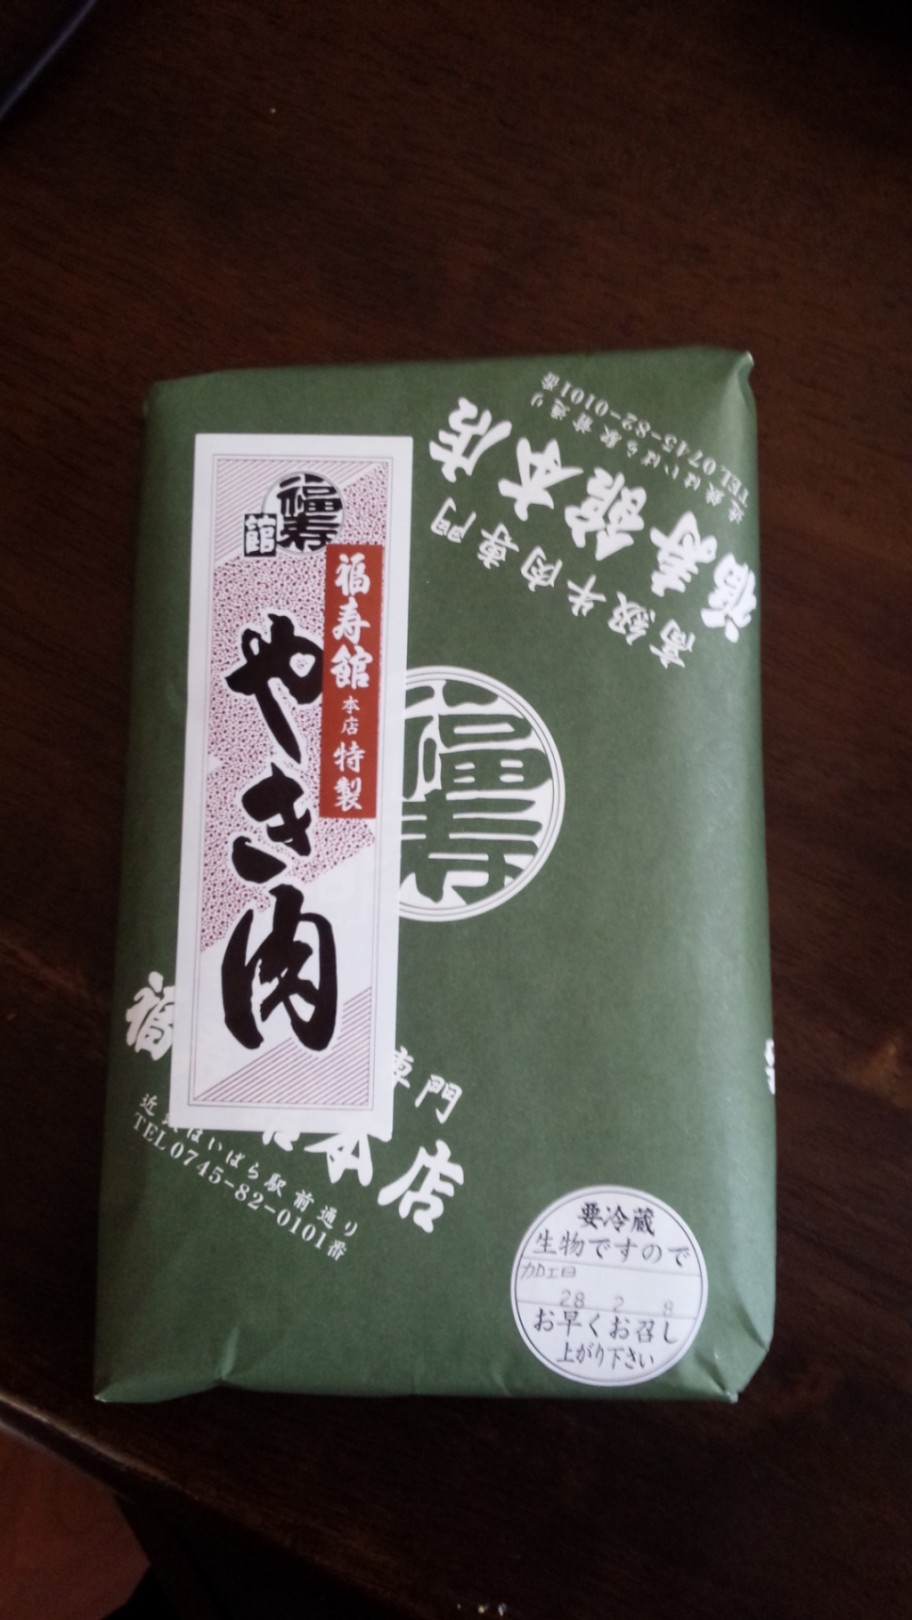 福寿
館
福寿館本店特製
やき肉
高級牛肉専門
福寿館本店
近鉄はいばら駅前通り
TEL 0745-82-0101番
福寿
専門
福
本店
近鉄はいばら駅前通り
TEL 0745-82-0101番
要冷蔵
生物ですので
加工日
28 2 8
お早くお召し
上がり下さい